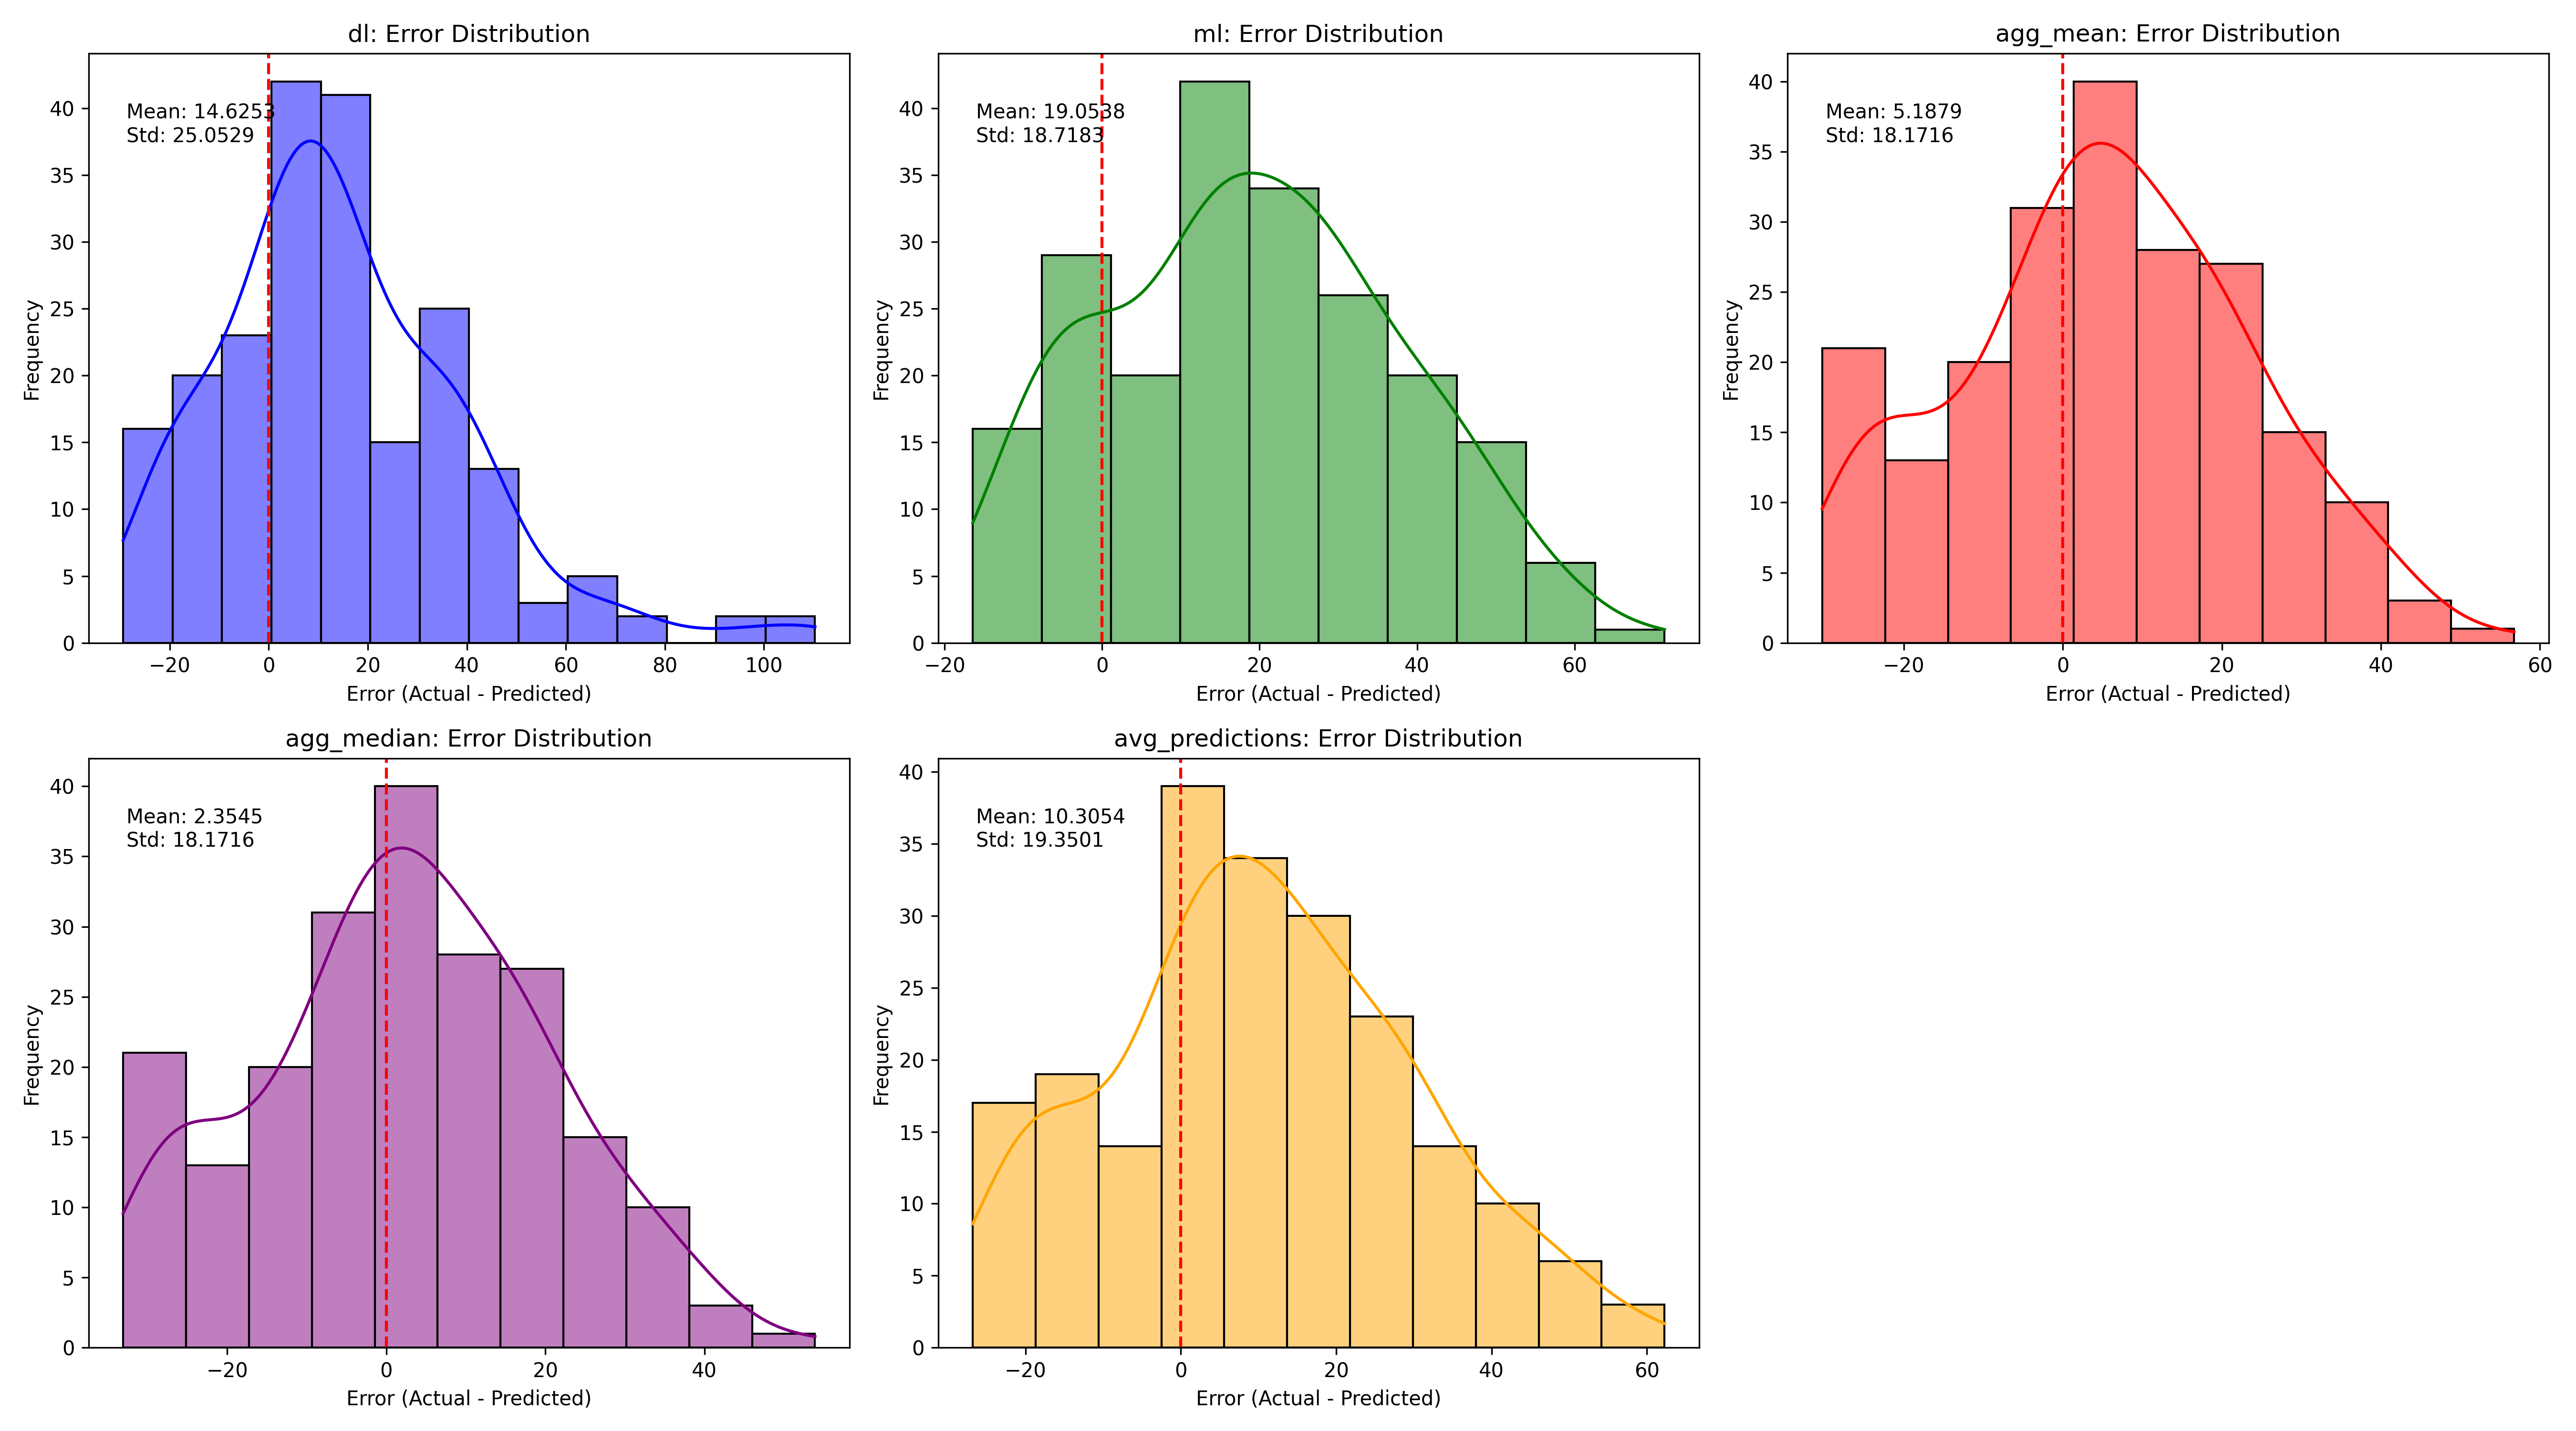 dl: Error Distribution
Mean: 14.6253
Std: 25.0529
Frequency
0
5
10
15
20
25
30
35
40
−20
0
20
40
60
80
100
Error (Actual - Predicted)
ml: Error Distribution
Mean: 19.0538
Std: 18.7183
Frequency
0
5
10
15
20
25
30
35
40
−20
0
20
40
60
Error (Actual - Predicted)
agg_mean: Error Distribution
Mean: 5.1879
Std: 18.1716
Frequency
0
5
10
15
20
25
30
35
40
−20
0
20
40
60
Error (Actual - Predicted)
agg_median: Error Distribution
Mean: 2.3545
Std: 18.1716
Frequency
0
5
10
15
20
25
30
35
40
−20
0
20
40
Error (Actual - Predicted)
avg_predictions: Error Distribution
Mean: 10.3054
Std: 19.3501
Frequency
0
5
10
15
20
25
30
35
40
−20
0
20
40
60
Error (Actual - Predicted)